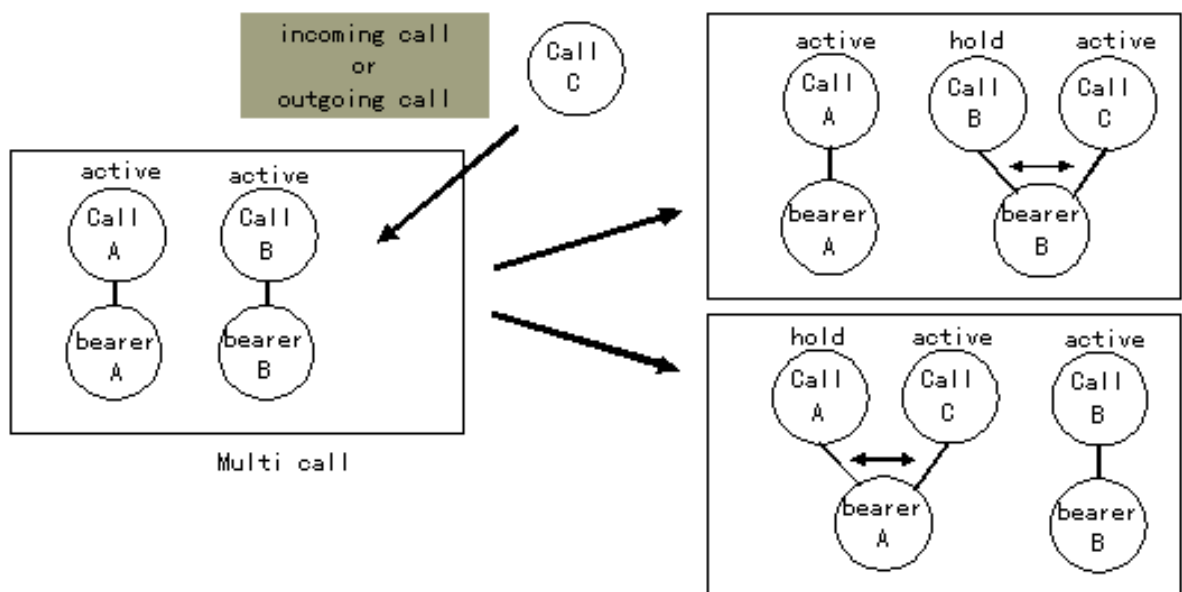 incoming call
or
outgoing call
Call
C
active
Call
A
bearer
A
active
Call
B
bearer
B
Multi call
active
Call
A
bearer
A
hold
Call
B
active
Call
C
bearer
B
hold
Call
A
active
Call
C
bearer
A
active
Call
B
bearer
B